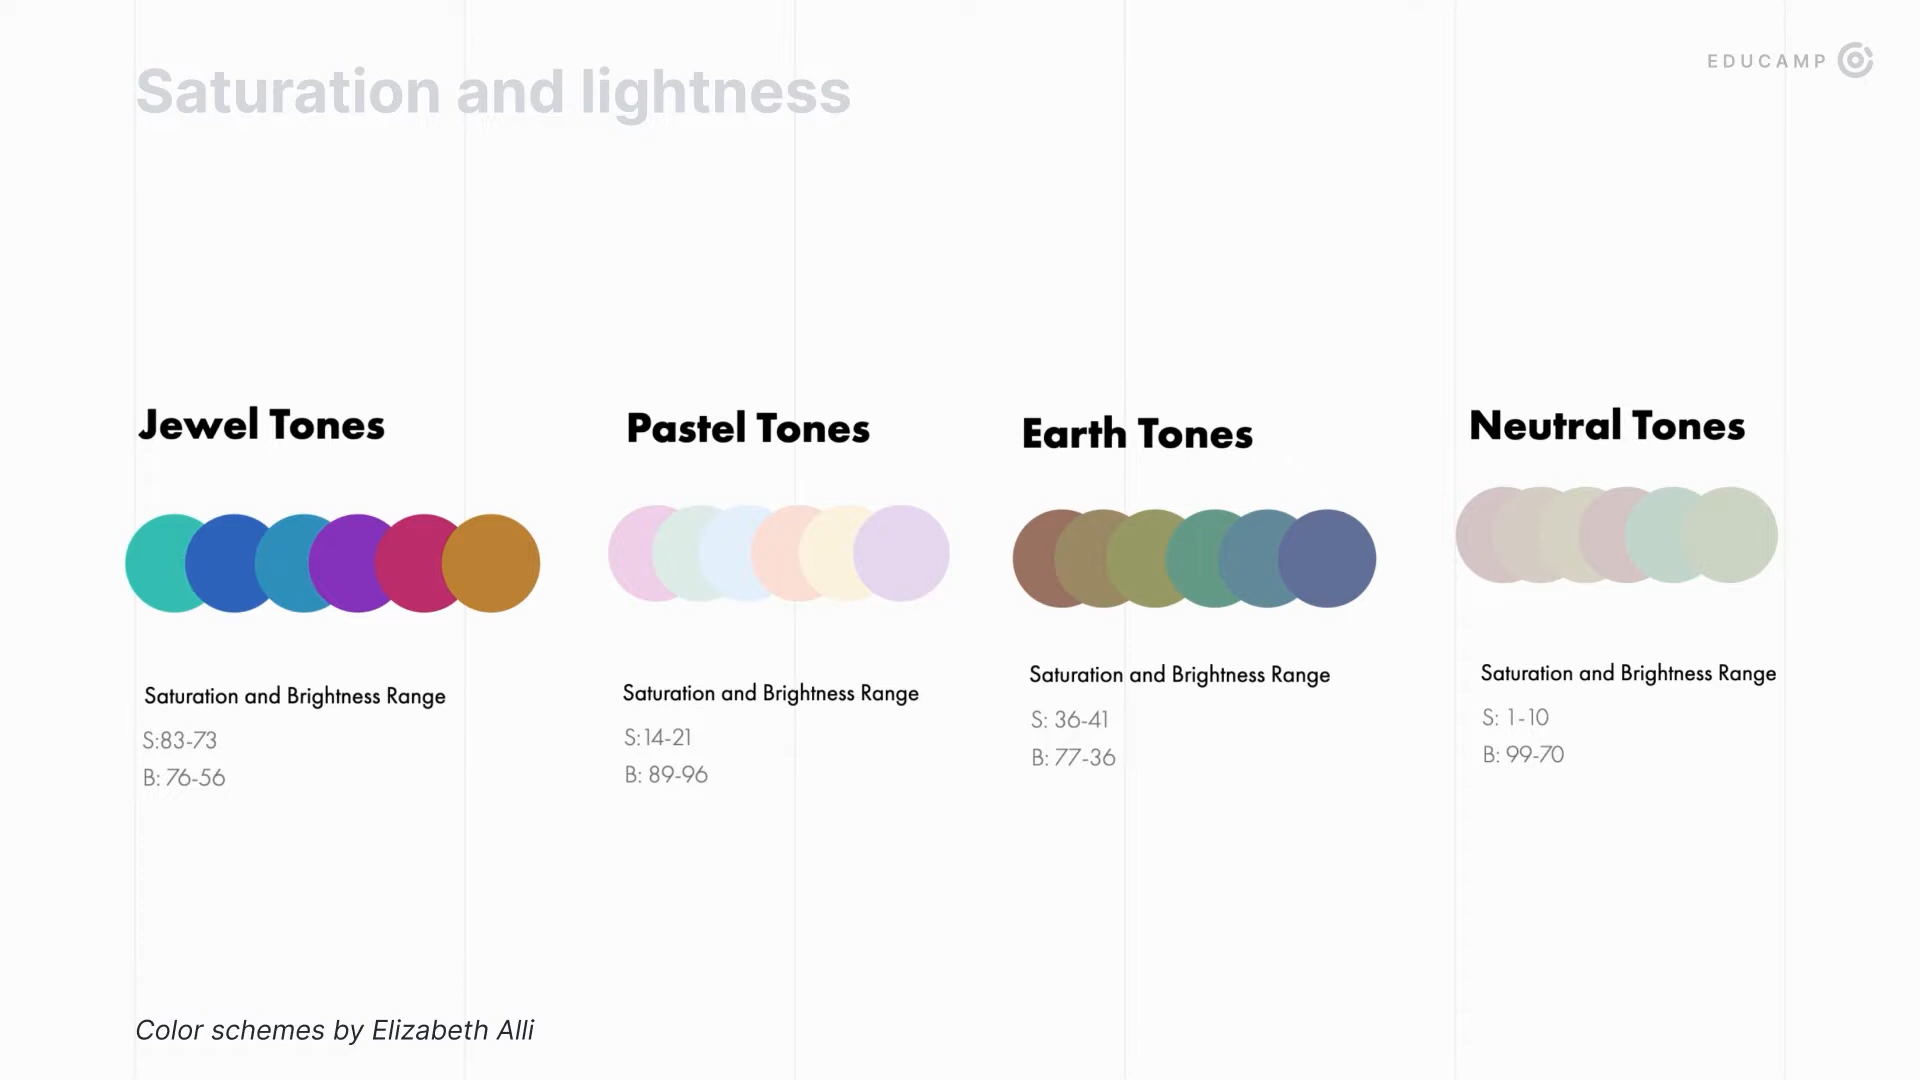 EDUCAMP
Saturation and lightness
Jewel Tones
Saturation and Brightness Range
S:83-73
B: 76-56
Pastel Tones
Saturation and Brightness Range
S:14-21
B: 89-96
Earth Tones
Saturation and Brightness Range
S: 36-41
B: 77-36
Neutral Tones
Saturation and Brightness Range
S: 1-10
B: 99-70
Color schemes by Elizabeth Alli